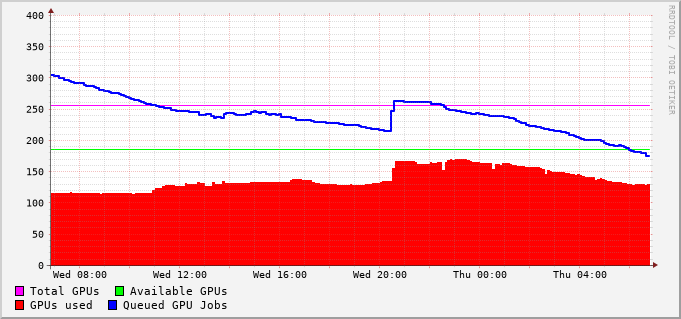 400
350
300
250
200
150
100
50
0
Wed 08:00 Wed 12:00 Wed 16:00 Wed 20:00 Thu 00:00 Thu 04:00
Total GPUs Available GPUs
GPUs used Queued GPU Jobs
RRDTOOL / TOBI OETIKER